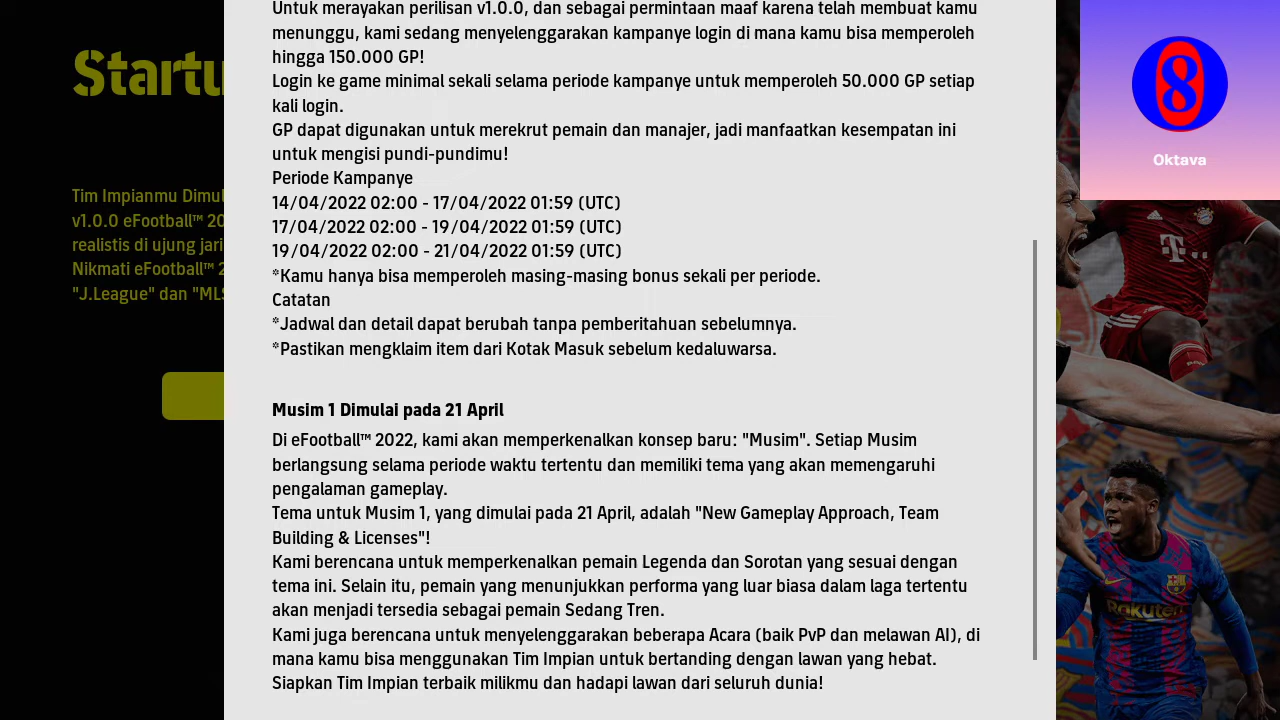 Untuk merayakan perilisan v1.0.0, dan sebagai permintaan maaf karena telah membuat kamu
menunggu, kami sedang menyelenggarakan kampanye login di mana kamu bisa memperoleh
hingga 150.000 GP!
Login ke game minimal sekali selama periode kampanye untuk memperoleh 50.000 GP setiap
kali login.
GP dapat digunakan untuk merekrut pemain dan manajer, jadi manfaatkan kesempatan ini
untuk mengisi pundi-pundimu!
Periode Kampanye
14/04/2022 02:00 - 17/04/2022 01:59 (UTC)
17/04/2022 02:00 - 19/04/2022 01:59 (UTC)
19/04/2022 02:00 - 21/04/2022 01:59 (UTC)
*Kamu hanya bisa memperoleh masing-masing bonus sekali per periode.
Catatan
*Jadwal dan detail dapat berubah tanpa pemberitahuan sebelumnya.
*Pastikan mengklaim item dari Kotak Masuk sebelum kedaluwarsa.
Musim 1 Dimulai pada 21 April
Di eFootball™ 2022, kami akan memperkenalkan konsep baru: "Musim". Setiap Musim
berlangsung selama periode waktu tertentu dan memiliki tema yang akan memengaruhi
pengalaman gameplay.
Tema untuk Musim 1, yang dimulai pada 21 April, adalah "New Gameplay Approach, Team
Building & Licenses"!
Kami berencana untuk memperkenalkan pemain Legenda dan Sorotan yang sesuai dengan
tema ini. Selain itu, pemain yang menunjukkan performa yang luar biasa dalam laga tertentu
akan menjadi tersedia sebagai pemain Sedang Tren.
Kami juga berencana untuk menyelenggarakan beberapa Acara (baik PvP dan melawan AI), di
mana kamu bisa menggunakan Tim Impian untuk bertanding dengan lawan yang hebat.
Siapkan Tim Impian terbaik milikmu dan hadapi lawan dari seluruh dunia!
Startu
Tim Impianmu Dimul
v1.0.0 eFootball™ 20
realistis di ujung jari
Nikmati eFootball™ 2
"J.League" dan "MLS
8
Oktava
T
Rakuten